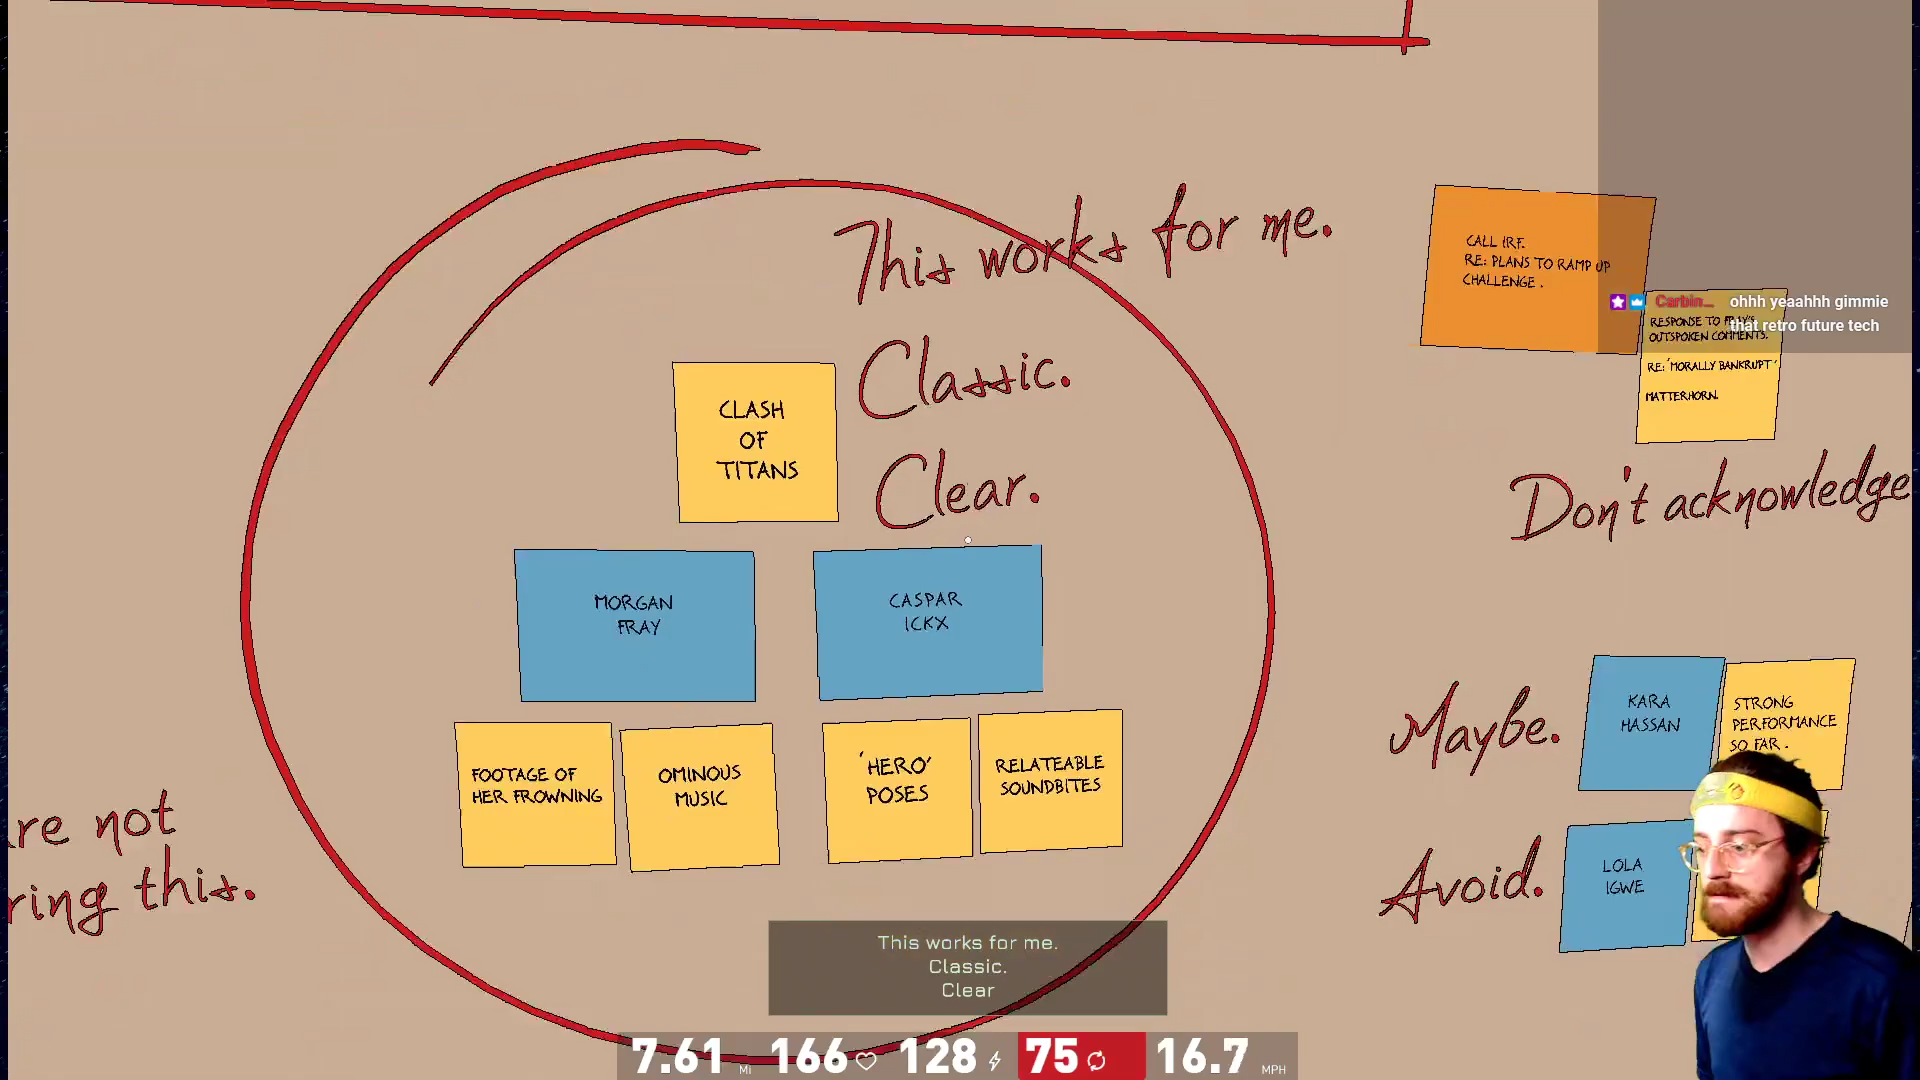 This works for me.
Classic.
Clear.
CLASH
OF
TITANS
MORGAN
FRAY
CASPAR
ICKX
FOOTAGE OF
HER FROWNING
OMINOUS
MUSIC
'HERO'
POSES
RELATEABLE
SOUNDBITES
CALL IRF.
RE: PLANS TO RAMP UP
CHALLENGE.
Carbin... ohhh yeaahhh gimmie
that retro future tech
RESPONSE TO FRAY'S
OUTSPOKEN COMMENTS.
RE: 'MORALLY BANKRUPT'
MATTERHORN.
Don't acknowledge
Maybe.
KARA
HASSAN
STRONG
PERFORMANCE
SO FAR.
Avoid.
LOLA
IGWE
re not
ring this.
This works for me.
Classic.
Clear
7.61 MI 166 128 75 16.7 MPH